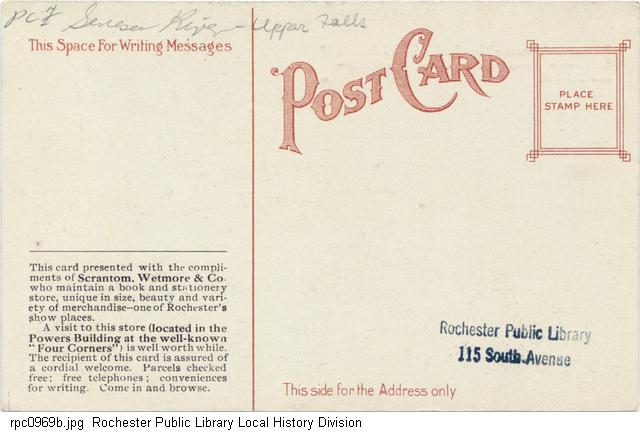 PCF Seneca River - Upper Falls
This Space For Writing Messages
POST CARD
PLACE
STAMP HERE
This card presented with the compli-
ments of Scrantom, Wetmore & Co.
who maintain a book and stationery
store, unique in size, beauty and vari-
ety of merchandise—one of Rochester's
show places.
A visit to this store (located in the
Powers Building at the well-known
"Four Corners") is well worth while.
The recipient of this card is assured of
a cordial welcome. Parcels checked
free; free telephones; conveniences
for writing. Come in and browse.
Rochester Public Library
115 South Avenue
This side for the Address only
rpc0969b.jpg Rochester Public Library Local History Division